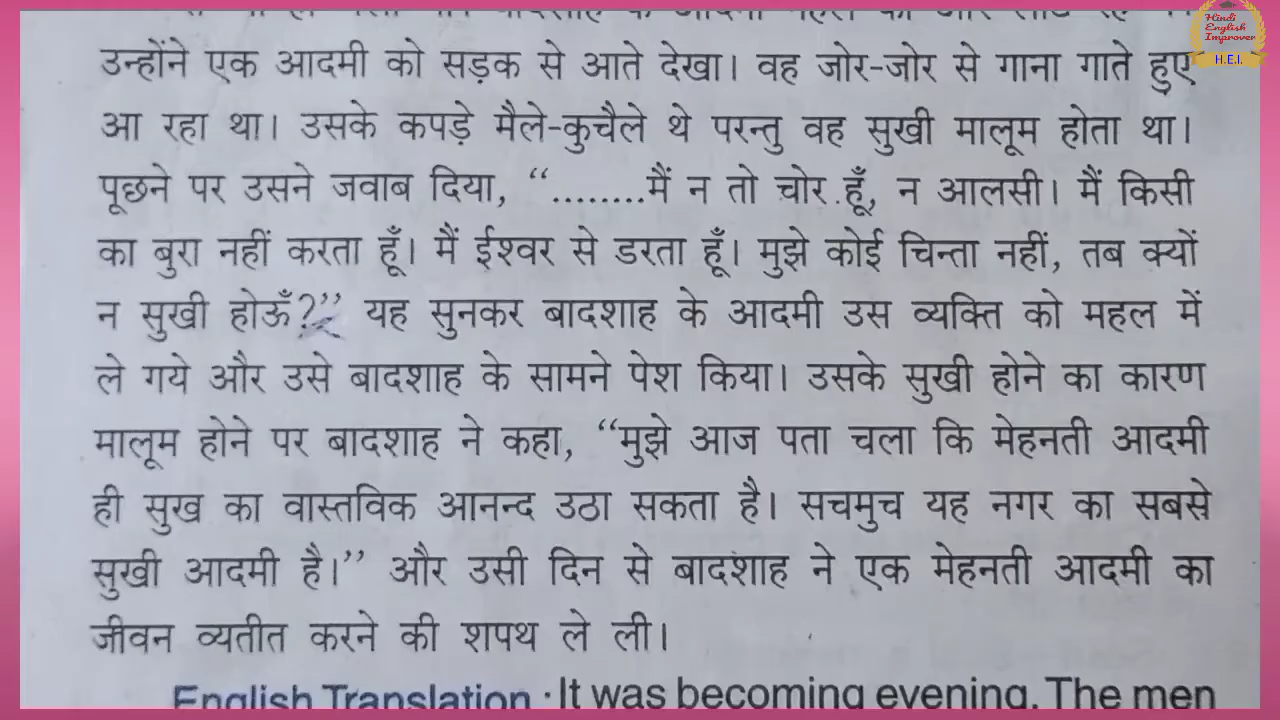 Hindi
English
Improver
H.E.I.
उन्होंने एक आदमी को सड़क से आते देखा। वह जोर-जोर से गाना गाते हुए
आ रहा था। उसके कपड़े मैले-कुचैले थे परन्तु वह सुखी मालूम होता था।
पूछने पर उसने जवाब दिया, “........मैं न तो चोर हूँ, न आलसी। मैं किसी
का बुरा नहीं करता हूँ। मैं ईश्वर से डरता हूँ। मुझे कोई चिन्ता नहीं, तब क्यों
न सुखी होऊँ?” यह सुनकर बादशाह के आदमी उस व्यक्ति को महल में
ले गये और उसे बादशाह के सामने पेश किया। उसके सुखी होने का कारण
मालूम होने पर बादशाह ने कहा, “मुझे आज पता चला कि मेहनती आदमी
ही सुख का वास्तविक आनन्द उठा सकता है। सचमुच यह नगर का सबसे
सुखी आदमी है।” और उसी दिन से बादशाह ने एक मेहनती आदमी का
जीवन व्यतीत करने की शपथ ले ली।
English Translation : It was becoming evening. The men